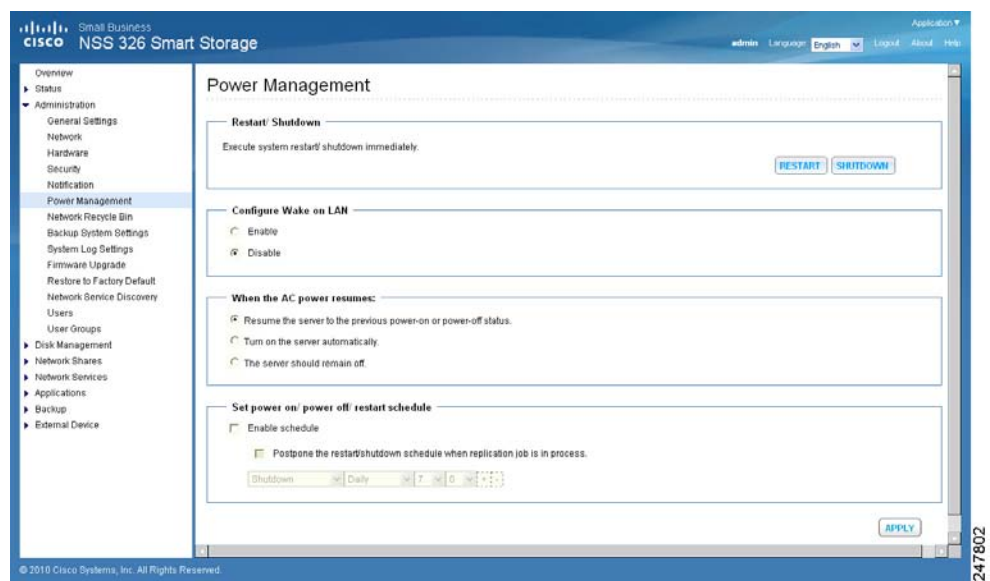 Small Business
CISCO NSS 326 Smart Storage
Application
admin Language English Logout About Help
Overview
Status
Administration
General Settings
Network
Hardware
Security
Notification
Power Management
Network Recycle Bin
Backup System Settings
System Log Settings
Firmware Upgrade
Restore to Factory Default
Network Service Discovery
Users
User Groups
Disk Management
Network Shares
Network Services
Applications
Backup
External Device
Power Management
Restart/ Shutdown
Execute system restart/ shutdown immediately.
RESTART SHUTDOWN
Configure Wake on LAN
Enable
Disable
When the AC power resumes:
Resume the server to the previous power-on or power-off status.
Turn on the server automatically.
The server should remain off.
Set power on/ power off/ restart schedule
Enable schedule
Postpone the restart/shutdown schedule when replication job is in process.
Shutdown Daily 7 0 + -
APPLY
© 2010 Cisco Systems, Inc. All Rights Reserved.
247802